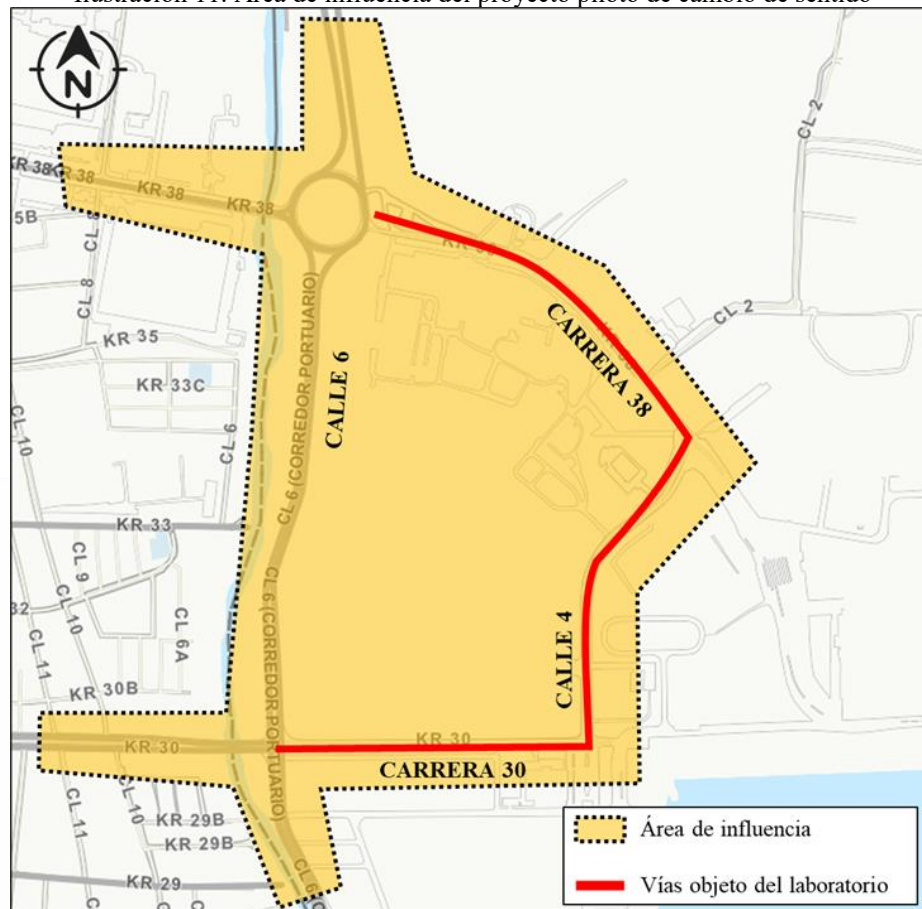 Ilustración 11. Área de influencia del proyecto piloto de cambio de sentido
N
CL 2
KR 38
KR 38
KR 38
KR 38
5B
CL 8
KR 35
KR 33C
CL 10
CL 6
CL 6 (CORREDOR PORTUARIO)
CALLE 6
CARRERA 38
CL 2
KR 33
CL 9
CL 10
32
CL 11
CL 6A
CL 6 (CORREDOR PORTUARIO)
CALLE 4
KR 30B
KR 30
KR 30
CARRERA 30
CL 11
CL 10
KR 29B
KR 29B
KR 29
CL 6
Área de influencia
Vías objeto del laboratorio